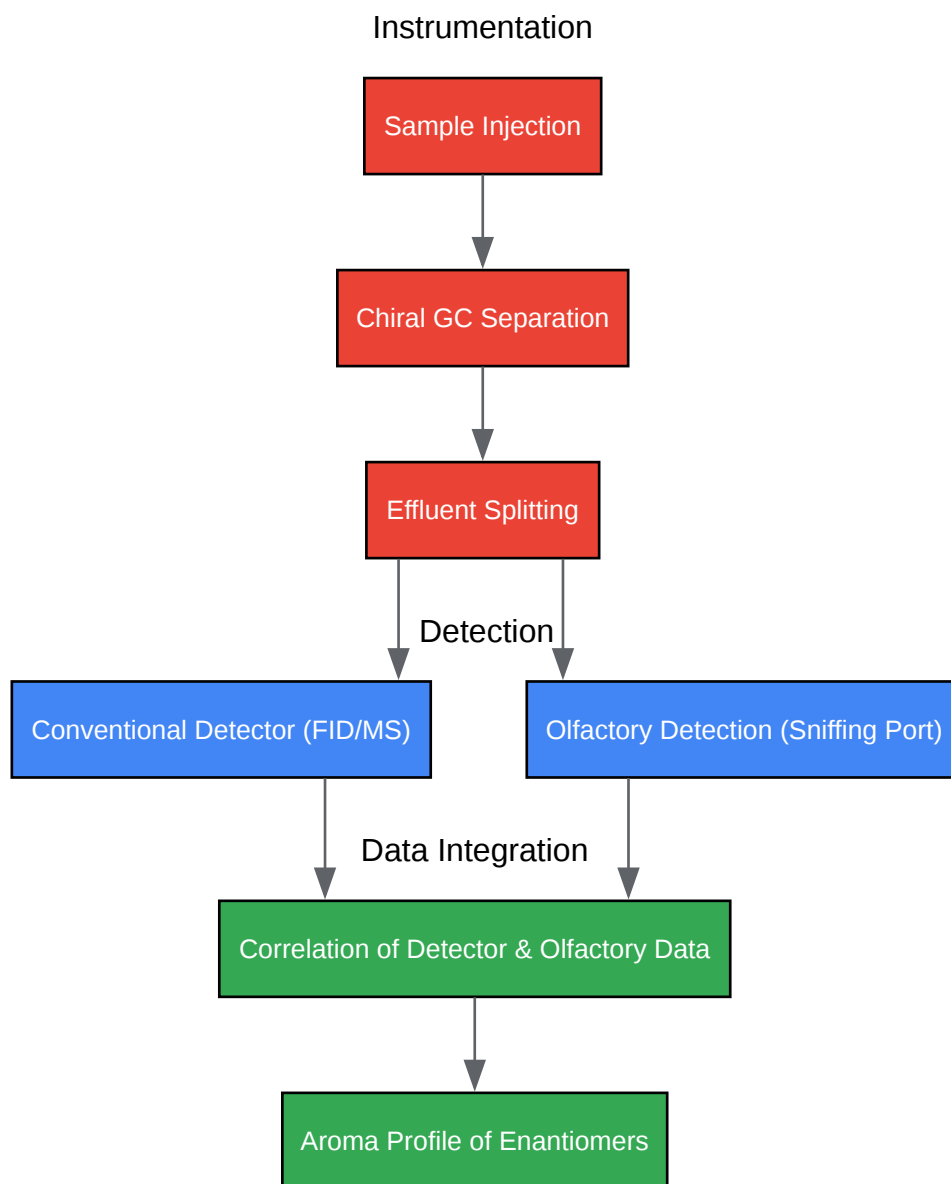 Instrumentation
Sample Injection
Chiral GC Separation
Effluent Splitting
Detection
Conventional Detector (FID/MS)
Olfactory Detection (Sniffing Port)
Data Integration
Correlation of Detector & Olfactory Data
Aroma Profile of Enantiomers